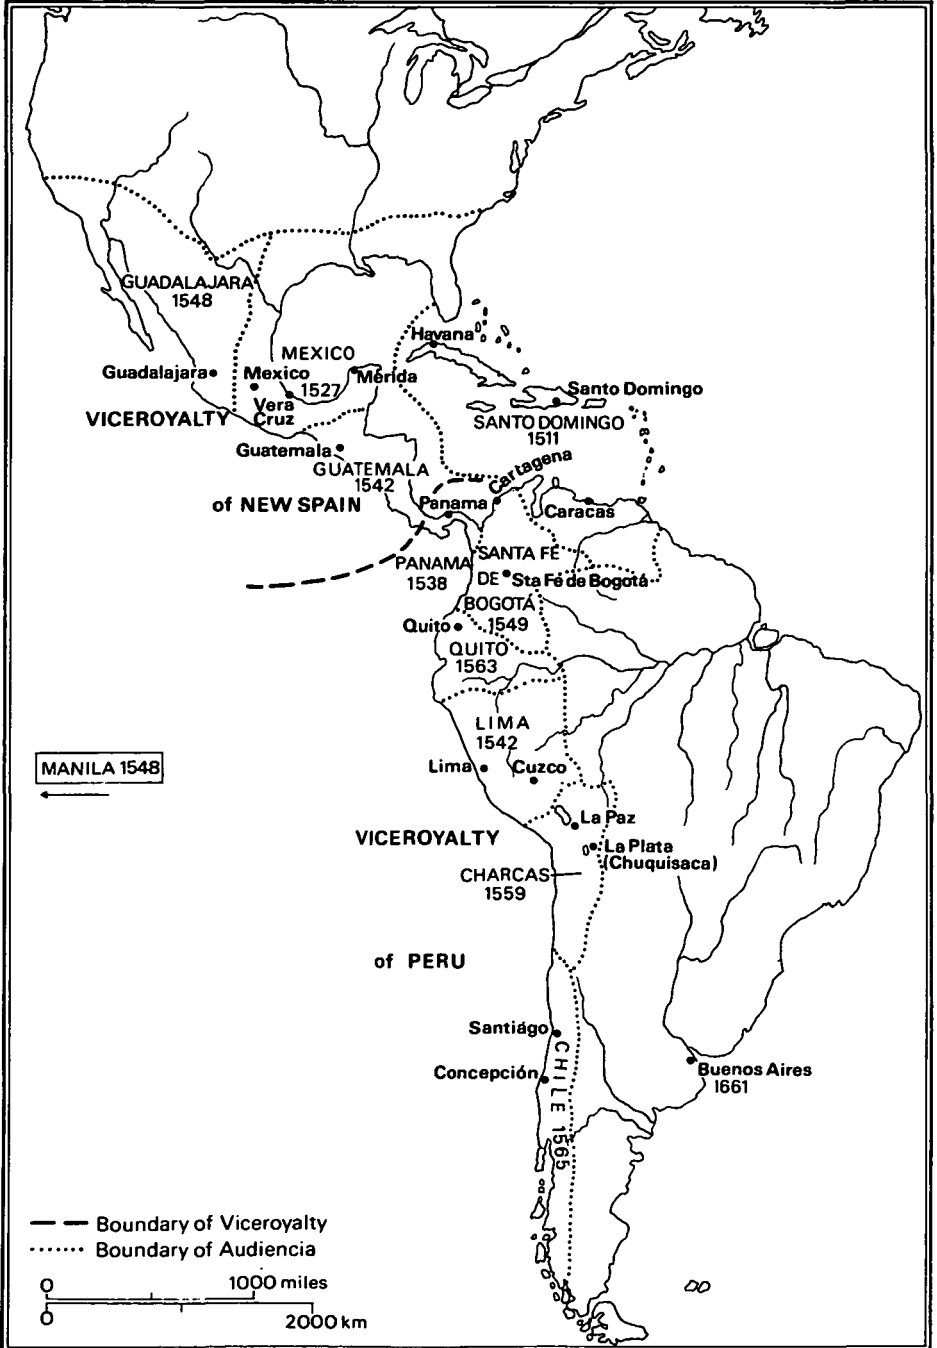 GUADALAJARA
1548
Havana
Guadalajara
Mexico
MEXICO
1527
Mérida
Vera
Cruz
Santo Domingo
VICEROYALTY
SANTO DOMINGO
1511
Guatemala
GUATEMALA
1542
Cartagena
of NEW SPAIN
Panama
Caracas
PANAMA
1538
SANTA FÉ
DE
BOGOTÁ
1549
Sta Fé de Bogotá
Quito
QUITO
1563
LIMA
1542
Lima
Cuzco
MANILA 1548
La Paz
VICEROYALTY
La Plata
(Chuquisaca)
CHARCAS
1559
of PERU
Santiágo
CHILE 1565
Concepción
Buenos Aires
1661
Boundary of Viceroyalty
Boundary of Audiencia
0 1000 miles
0 2000 km